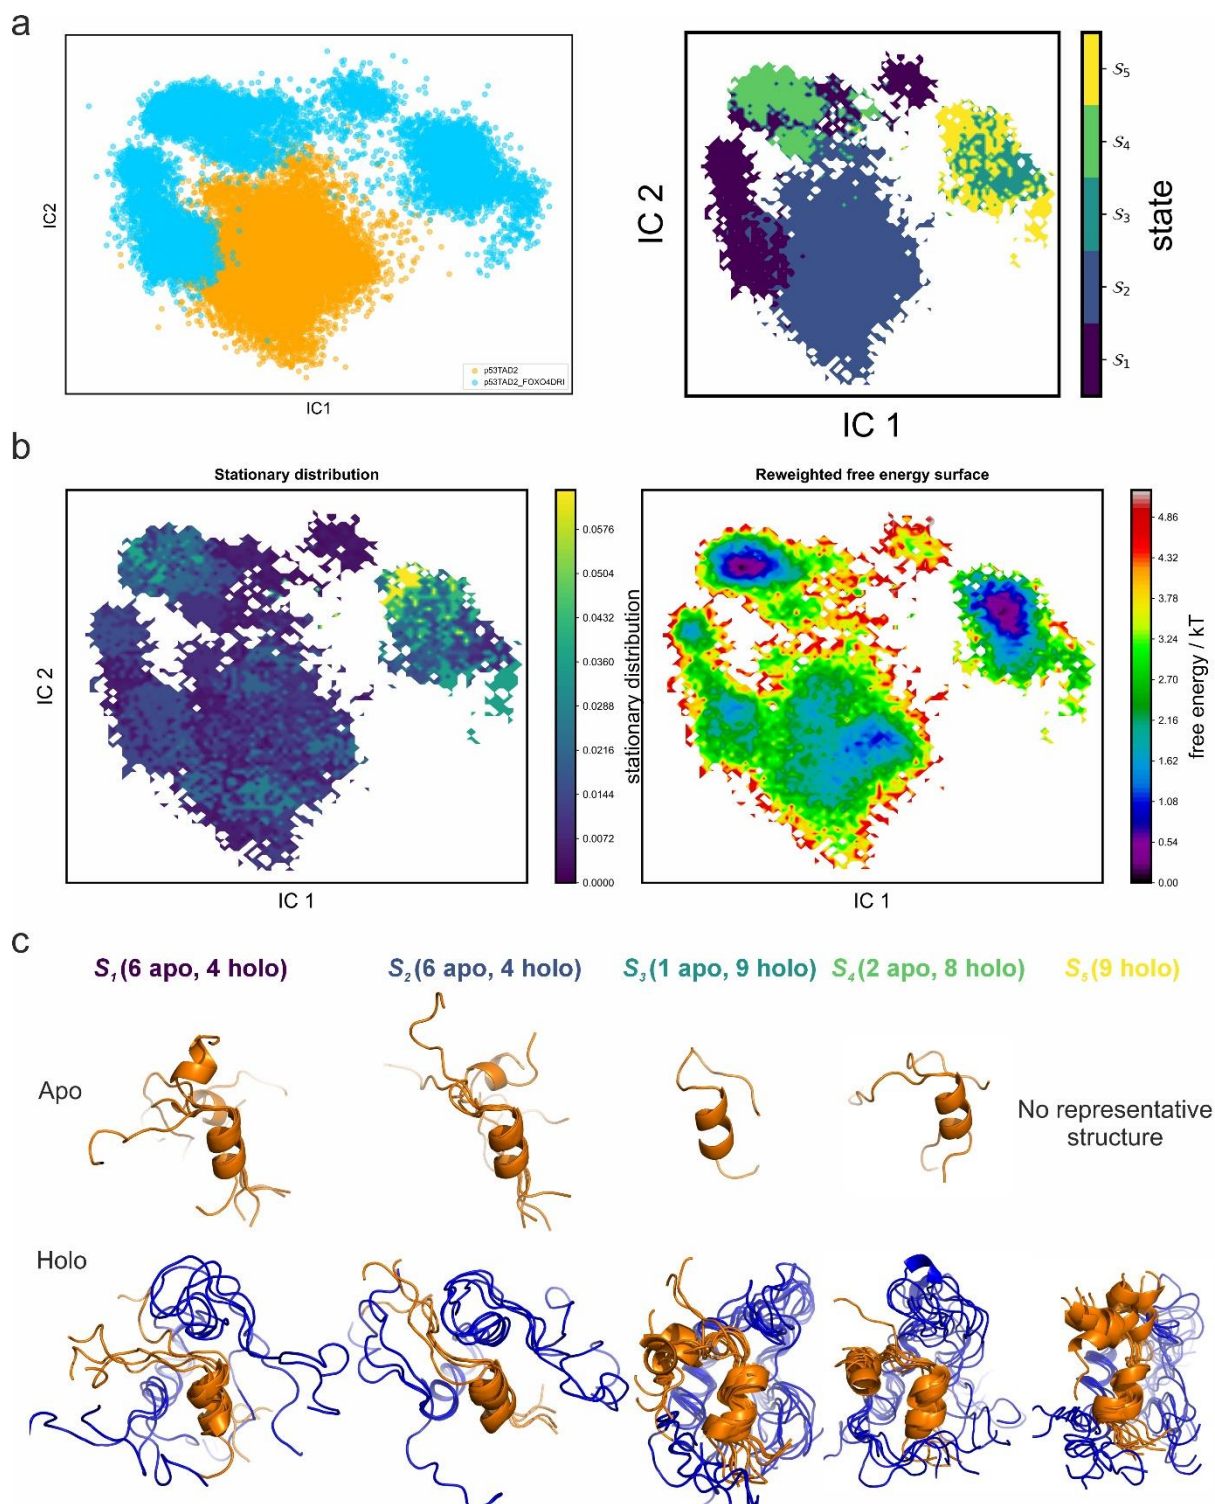 a
IC2
IC1
p53TAD2
p53TAD2_FOXO4DRI
IC 2
IC 1
S5
S4
S3
S2
S1
state
b
Stationary distribution
IC 2
IC 1
0.0576
0.0504
0.0432
0.0360
0.0288
0.0216
0.0144
0.0072
0.0000
stationary distribution
Reweighted free energy surface
IC 1
4.86
4.32
3.78
3.24
2.70
2.16
1.62
1.08
0.54
0.00
free energy / kT
c
S1 (6 apo, 4 holo)
S2 (6 apo, 4 holo)
S3 (1 apo, 9 holo)
S4 (2 apo, 8 holo)
S5 (9 holo)
Apo
No representative
structure
Holo